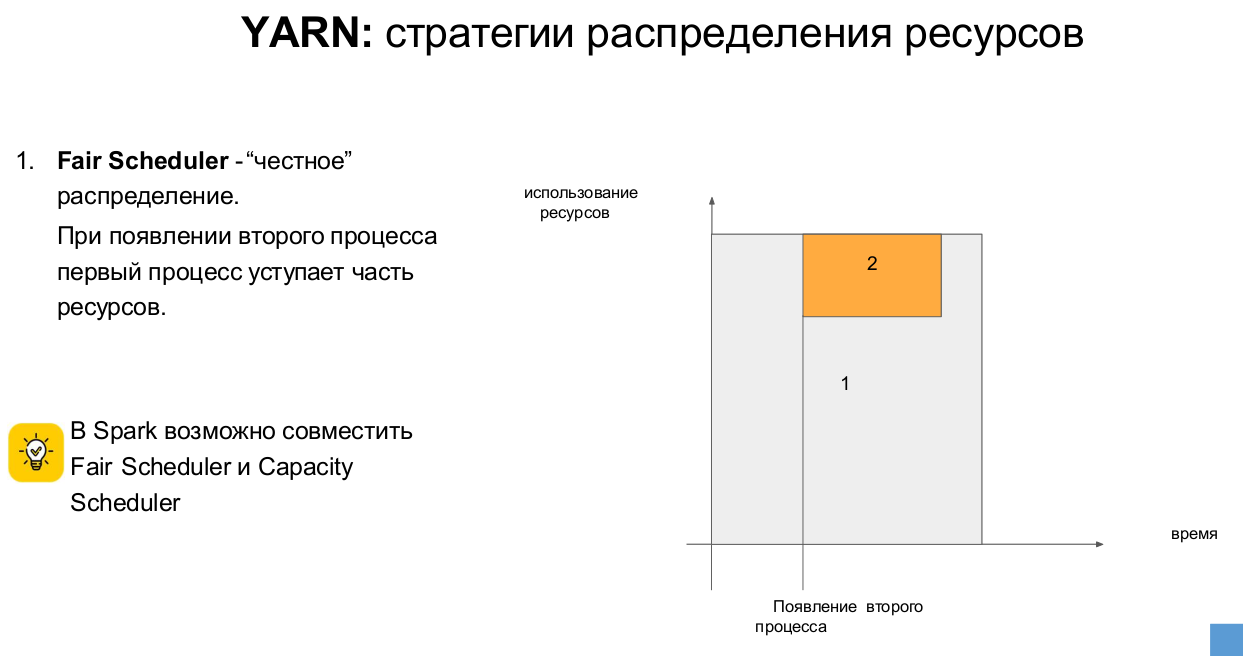 YARN: стратегии распределения ресурсов
1. Fair Scheduler - “честное”
распределение.
При появлении второго процесса
первый процесс уступает часть
ресурсов.
В Spark возможно совместить
Fair Scheduler и Capacity
Scheduler
использование
ресурсов
2
1
время
Появление второго
процесса